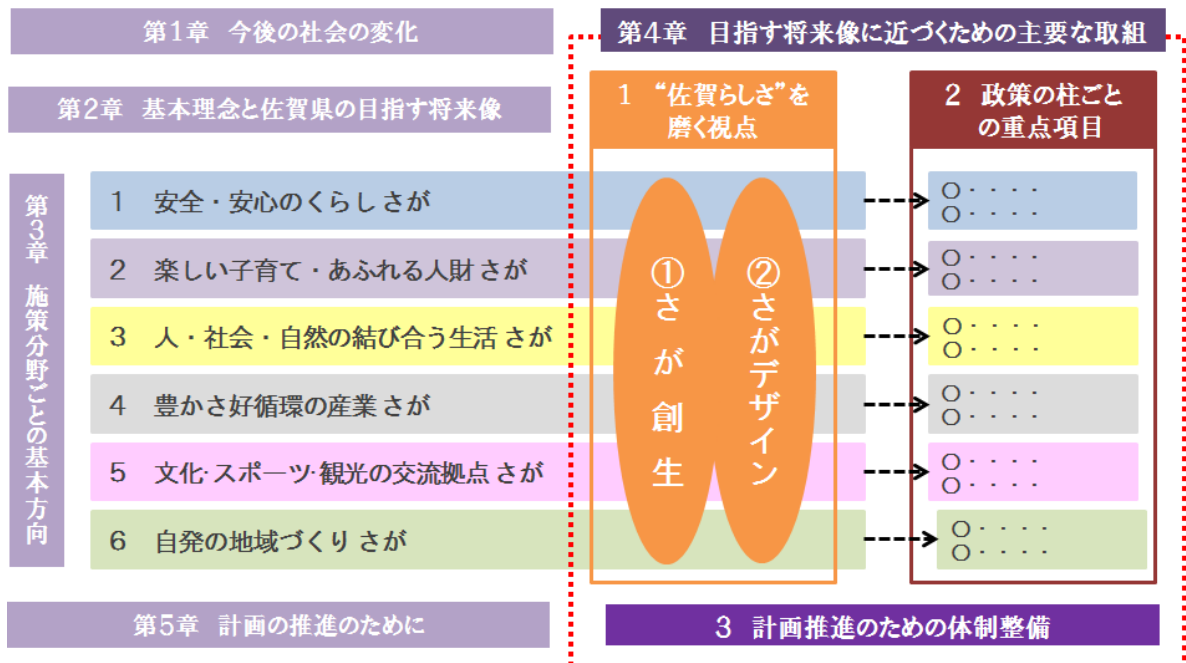 第1章 今後の社会の変化
第2章 基本理念と佐賀県の目指す将来像
第3章 施策分野ごとの基本方向
1 安全・安心のくらし さが
2 楽しい子育て・あふれる人財 さが
3 人・社会・自然の結び合う生活 さが
4 豊かさ好循環の産業 さが
5 文化・スポーツ・観光の交流拠点 さが
6 自発の地域づくり さが
第4章 目指す将来像に近づくための主要な取組
1 “佐賀らしさ”を
磨く視点
①さが創生
②さがデザイン
2 政策の柱ごと
の重点項目
○・・・・
○・・・・
○・・・・
○・・・・
○・・・・
○・・・・
○・・・・
○・・・・
○・・・・
○・・・・
○・・・・
○・・・・
第5章 計画の推進のために
3 計画推進のための体制整備